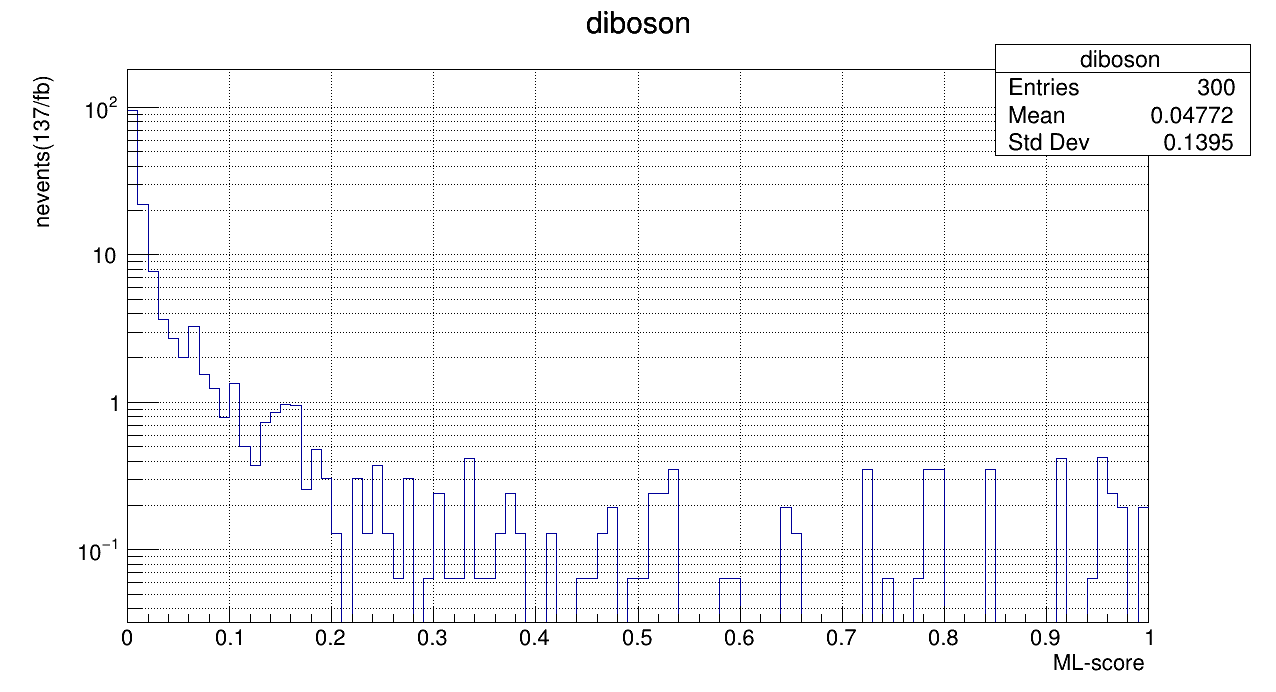 diboson
diboson
Entries 300
Mean 0.04772
Std Dev 0.1395
nevents(137/fb)
10²
10
1
10⁻¹
0 0.1 0.2 0.3 0.4 0.5 0.6 0.7 0.8 0.9 1
ML-score